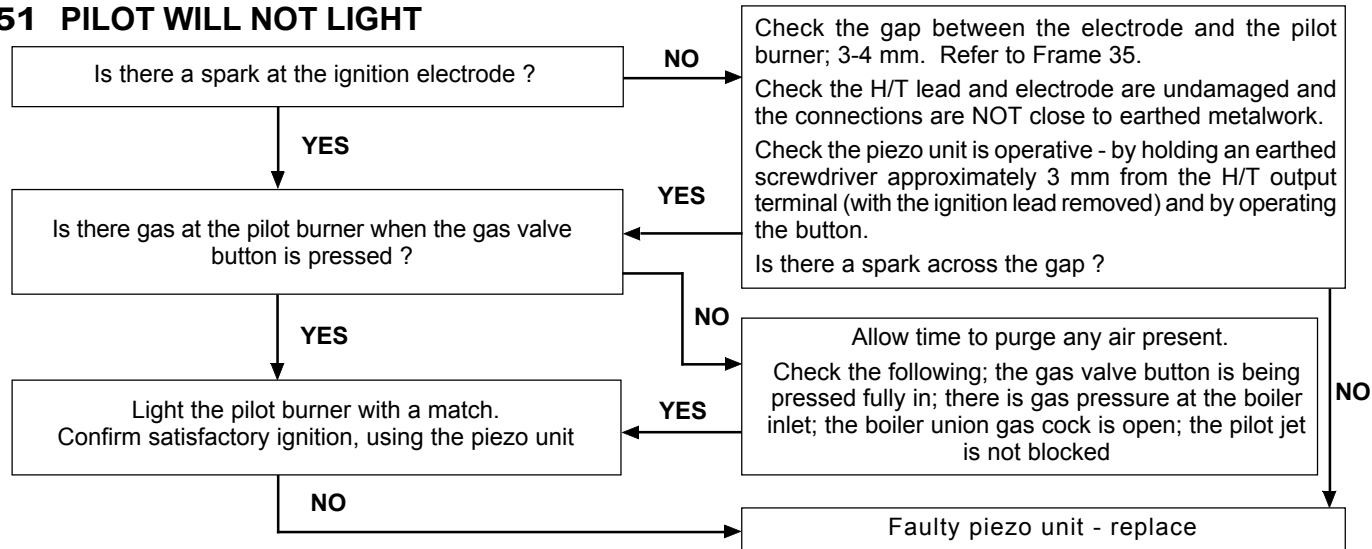 51 PILOT WILL NOT LIGHT
Is there a spark at the ignition electrode ?
NO
Check the gap between the electrode and the pilot
burner; 3-4 mm. Refer to Frame 35.
Check the H/T lead and electrode are undamaged and
the connections are NOT close to earthed metalwork.
Check the piezo unit is operative - by holding an earthed
screwdriver approximately 3 mm from the H/T output
terminal (with the ignition lead removed) and by operating
the button.
Is there a spark across the gap ?
YES
YES
Is there gas at the pilot burner when the gas valve
button is pressed ?
NO
YES
Allow time to purge any air present.
Check the following; the gas valve button is being
pressed fully in; there is gas pressure at the boiler
inlet; the boiler union gas cock is open; the pilot jet
is not blocked
NO
YES
Light the pilot burner with a match.
Confirm satisfactory ignition, using the piezo unit
NO
Faulty piezo unit - replace